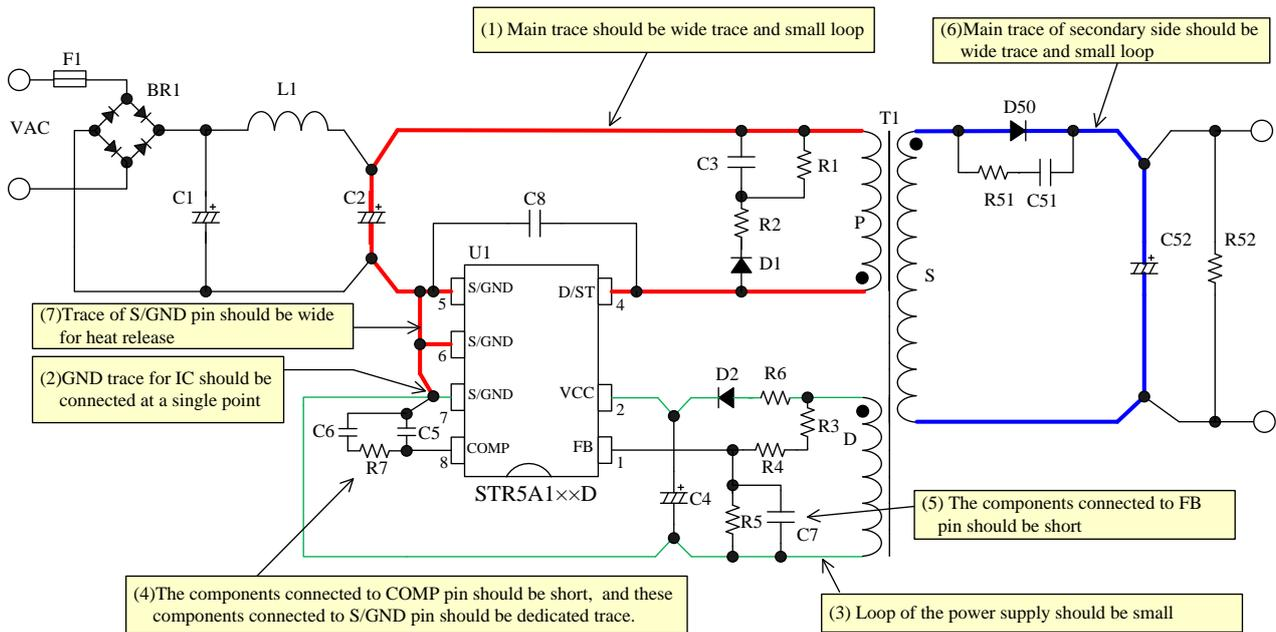 (1) Main trace should be wide trace and small loop
(6)Main trace of secondary side should be
wide trace and small loop
F1
BR1
L1
VAC
C1
C2
C8
C3
R1
R2
D1
P
T1
S
D50
R51
C51
C52
R52
U1
S/GND
5
D/ST
4
S/GND
6
S/GND
7
VCC
2
COMP
8
FB
1
STR5A1××D
(7)Trace of S/GND pin should be wide
for heat release
(2)GND trace for IC should be
connected at a single point
C6
C5
R7
D2
R6
R3
D
R4
C4
R5
C7
(5) The components connected to FB
pin should be short
(4)The components connected to COMP pin should be short, and these
components connected to S/GND pin should be dedicated trace.
(3) Loop of the power supply should be small